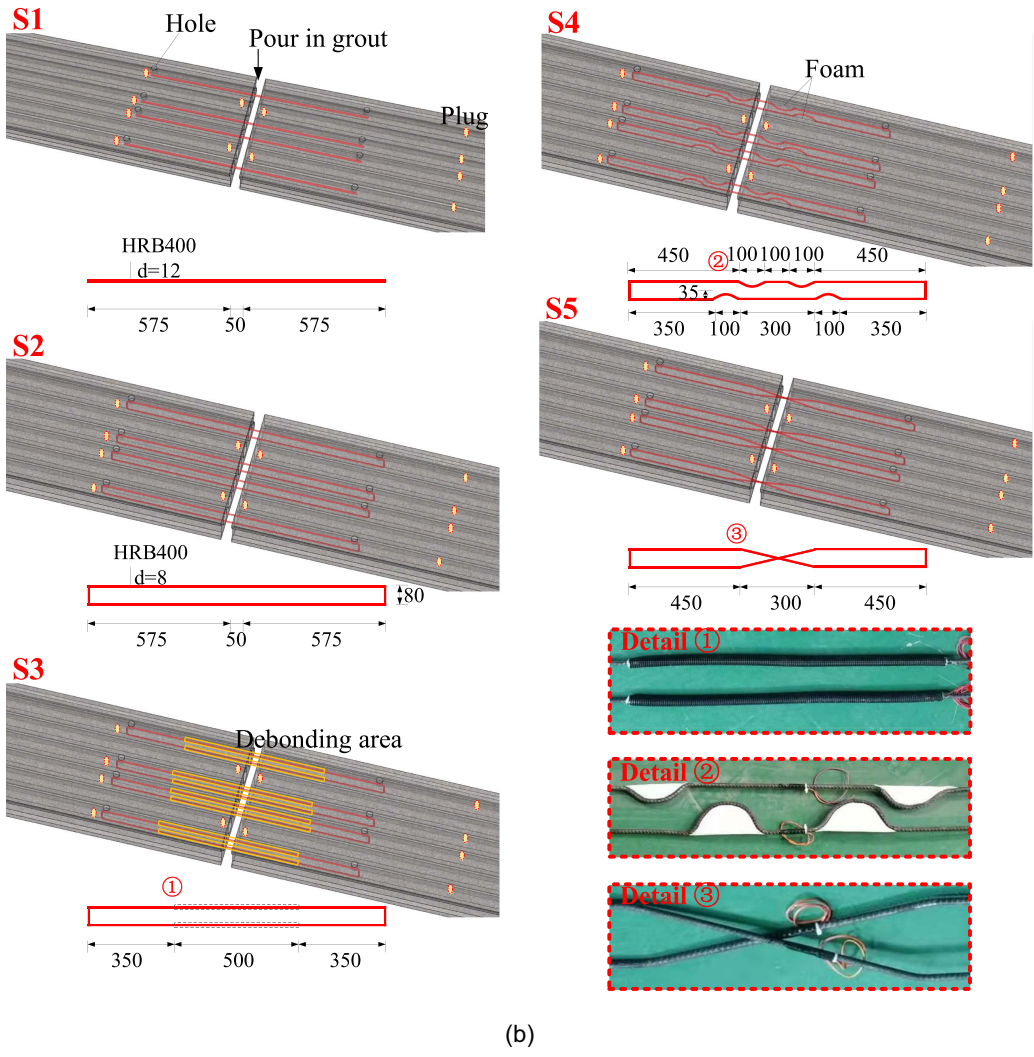 S1
Hole
Pour in grout
Plug
HRB400
d=12
575
50
575
S2
HRB400
d=8
80
575
50
575
S3
Debonding area
①
350
500
350
S4
Foam
450
100
100
100
450
②
35
350
100
300
100
350
S5
③
450
300
450
Detail ①
Detail ②
Detail ③
(b)